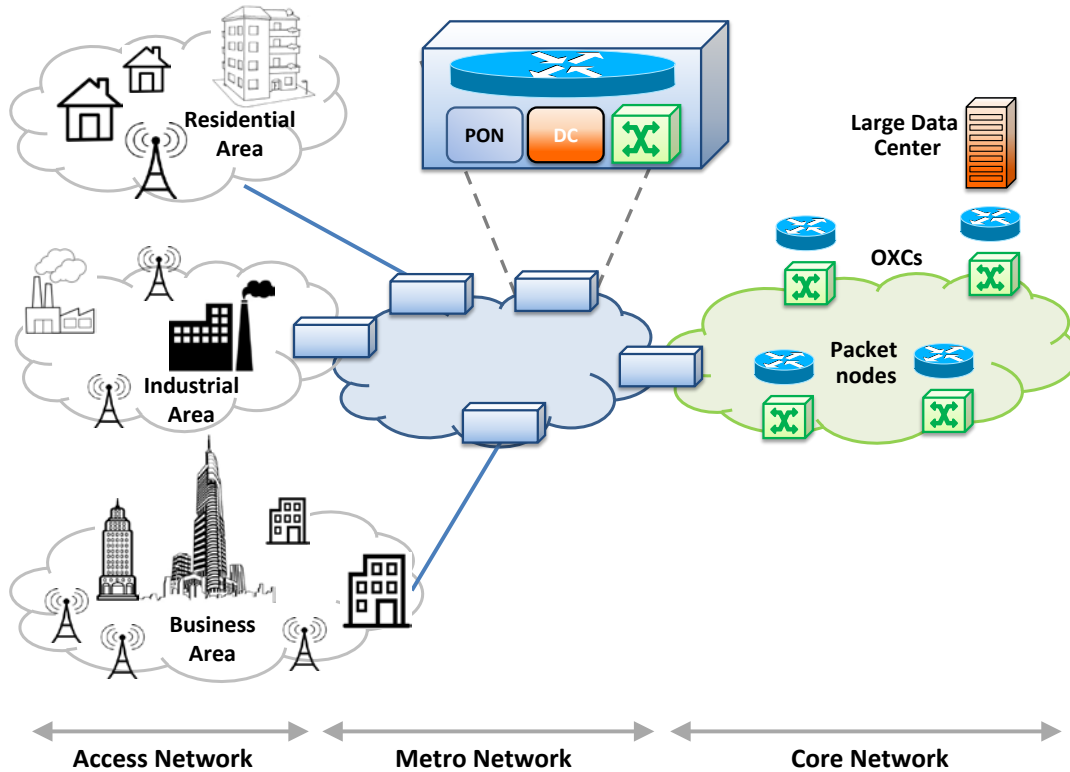 Residential
Area
PON
DC
Large Data
Center
OXCs
Industrial
Area
Packet
nodes
Business
Area
Access Network
Metro Network
Core Network